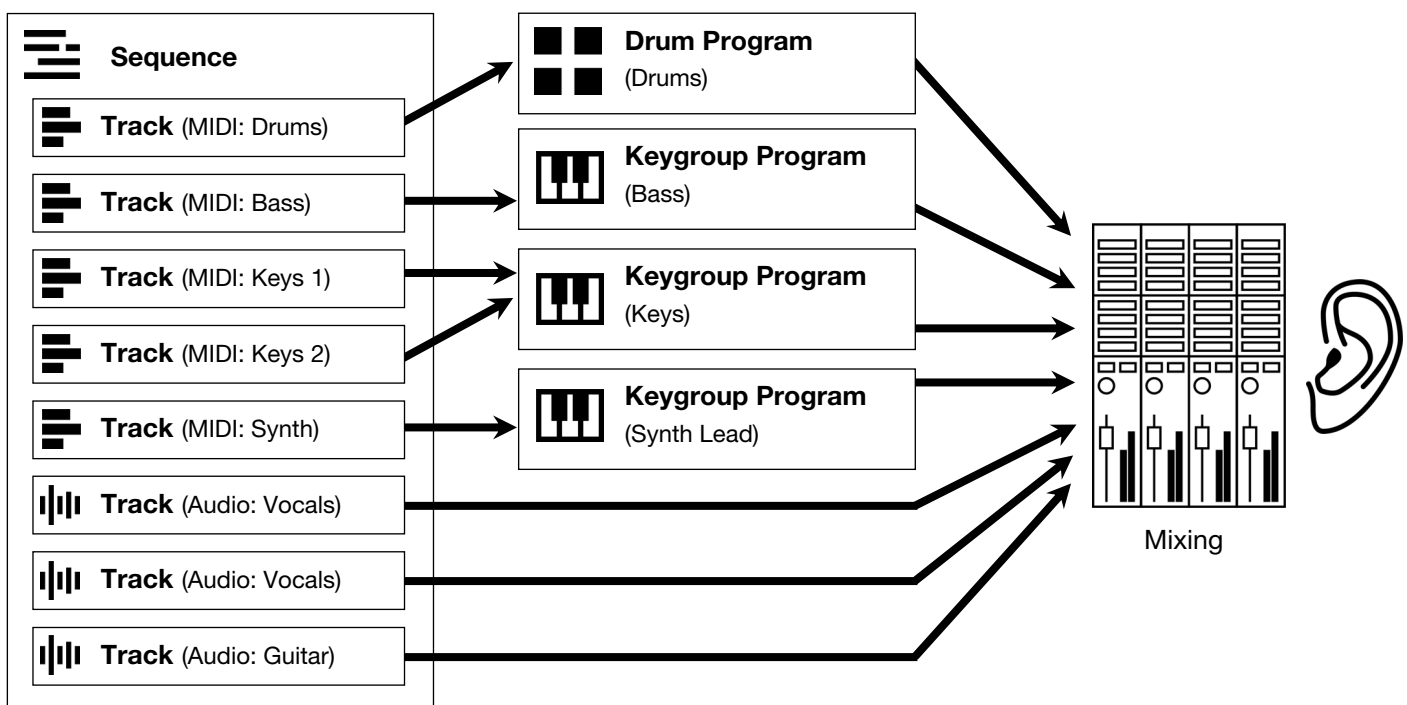 Sequence
Track (MIDI: Drums)
Track (MIDI: Bass)
Track (MIDI: Keys 1)
Track (MIDI: Keys 2)
Track (MIDI: Synth)
Track (Audio: Vocals)
Track (Audio: Vocals)
Track (Audio: Guitar)
Drum Program
(Drums)
Keygroup Program
(Bass)
Keygroup Program
(Keys)
Keygroup Program
(Synth Lead)
Mixing